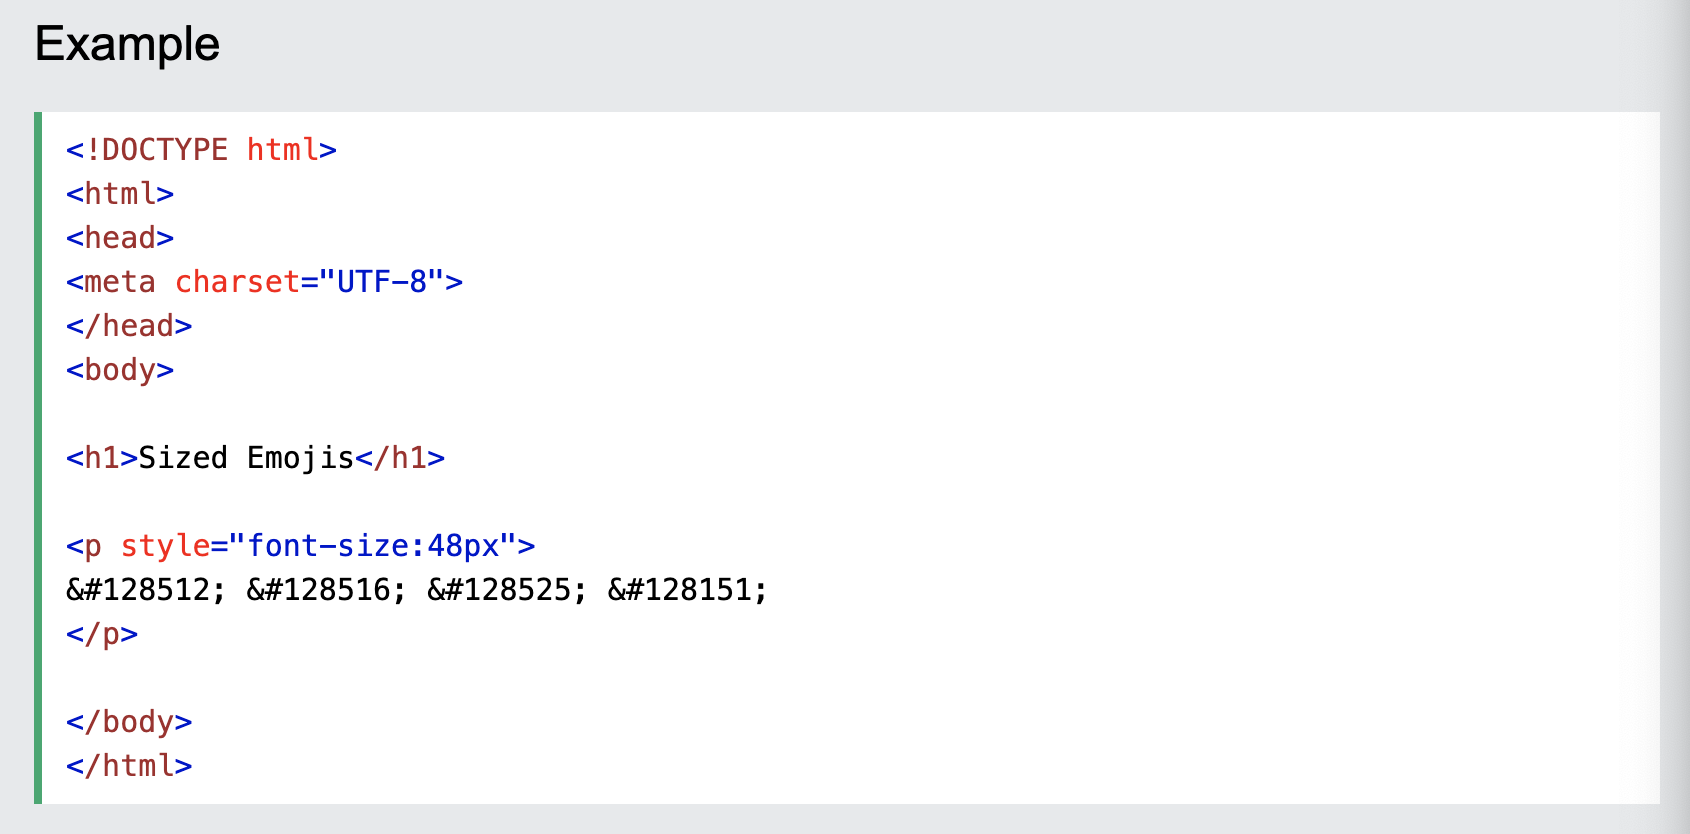 Example
<!DOCTYPE html>
<html>
<head>
<meta charset="UTF-8">
</head>
<body>
<h1>Sized Emojis</h1>
<p style="font-size:48px">
&#128512; &#128516; &#128525; &#128151;
</p>
</body>
</html>